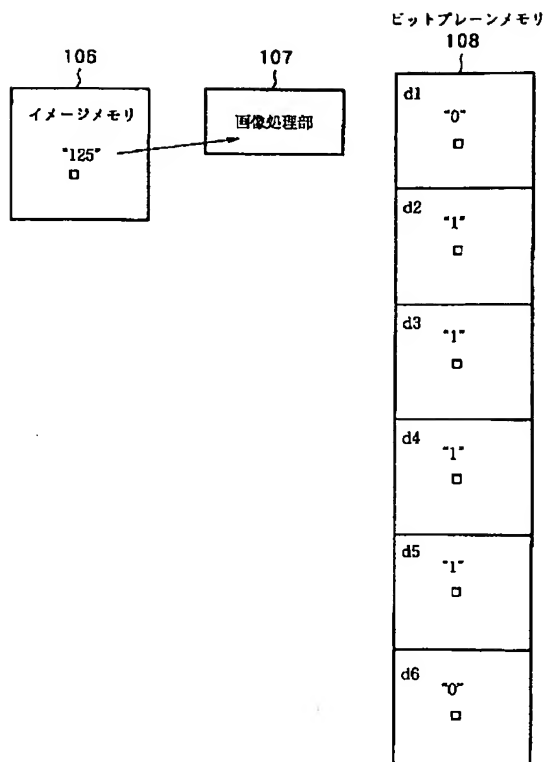 ビットプレーンメモリ
106
107
108
イメージメモリ
"125"
画像処理部
d1
"0"
d2
"1"
d3
"1"
d4
"1"
d5
"1"
d6
"0"